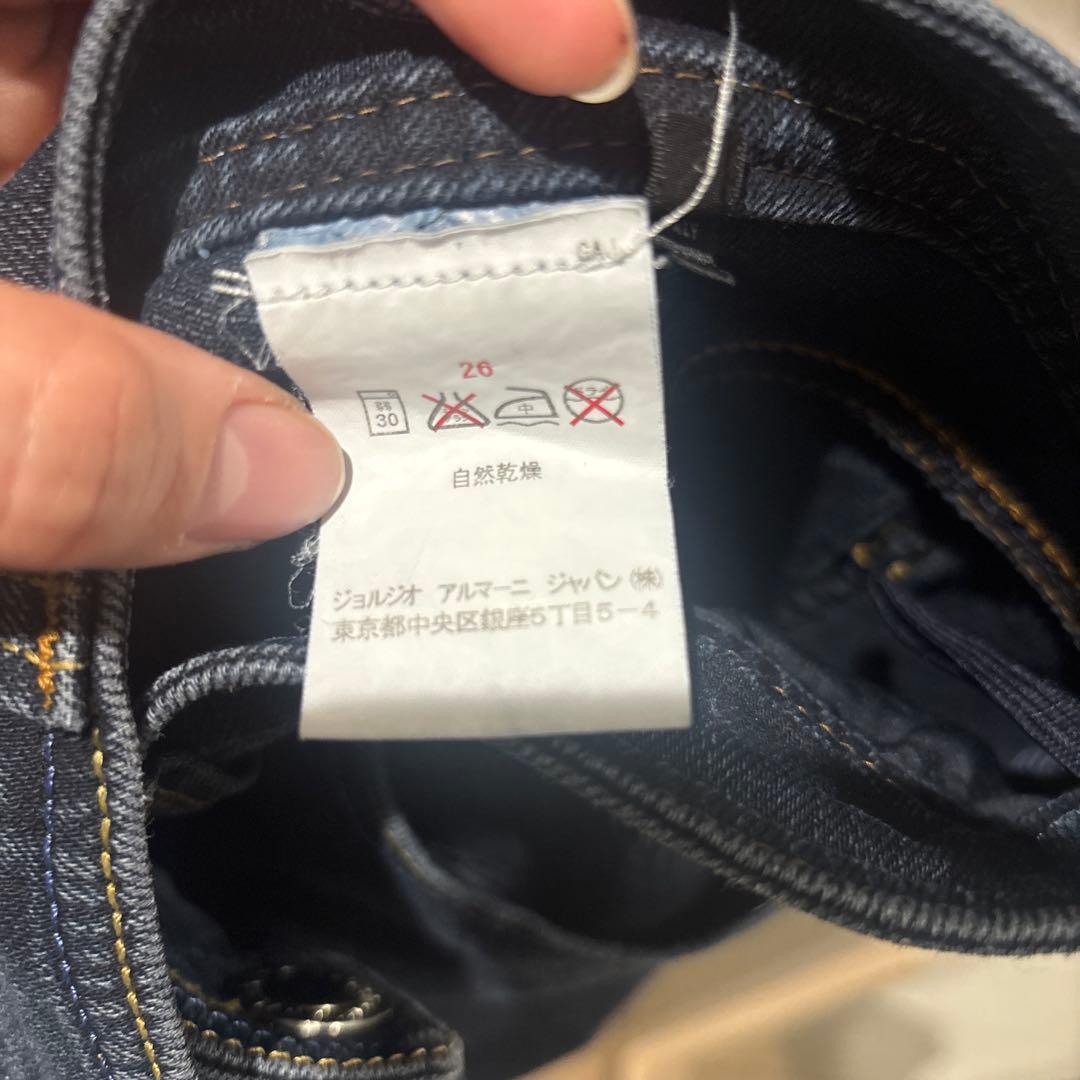 26
弱
30
中
自然乾燥
ジョルジオ アルマーニ ジャパン(株)
東京都中央区銀座5丁目5-4